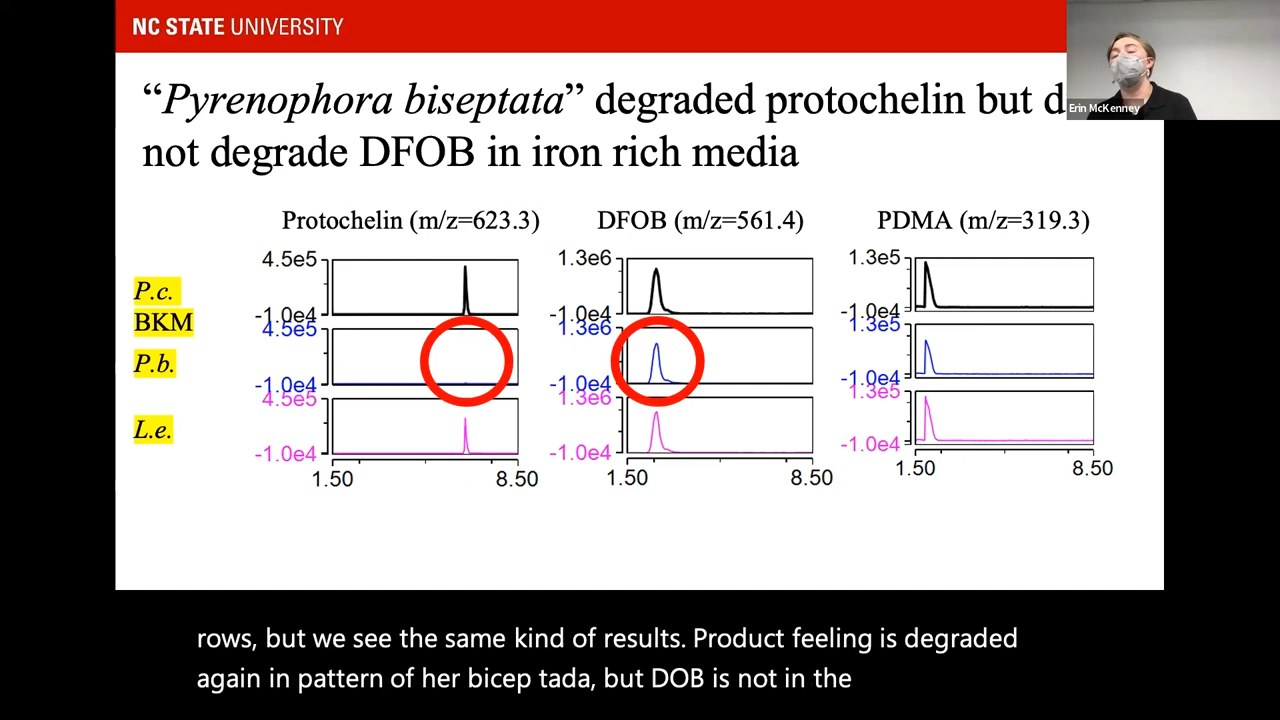 NC STATE UNIVERSITY
Erin McKenney
“Pyrenophora biseptata” degraded protochelin but d
not degrade DFOB in iron rich media
Protochelin (m/z=623.3) DFOB (m/z=561.4) PDMA (m/z=319.3)
P.c.
BKM
P.b.
L.e.
4.5e5
-1.0e4
4.5e5
-1.0e4
4.5e5
-1.0e4
1.50 8.50
1.3e6
-1.0e4
1.3e6
-1.0e4
1.3e6
-1.0e4
1.50 8.50
1.3e5
-1.0e4
1.3e5
-1.0e4
1.3e5
-1.0e4
1.50 8.50
rows, but we see the same kind of results. Product feeling is degraded
again in pattern of her bicep tada, but DOB is not in the